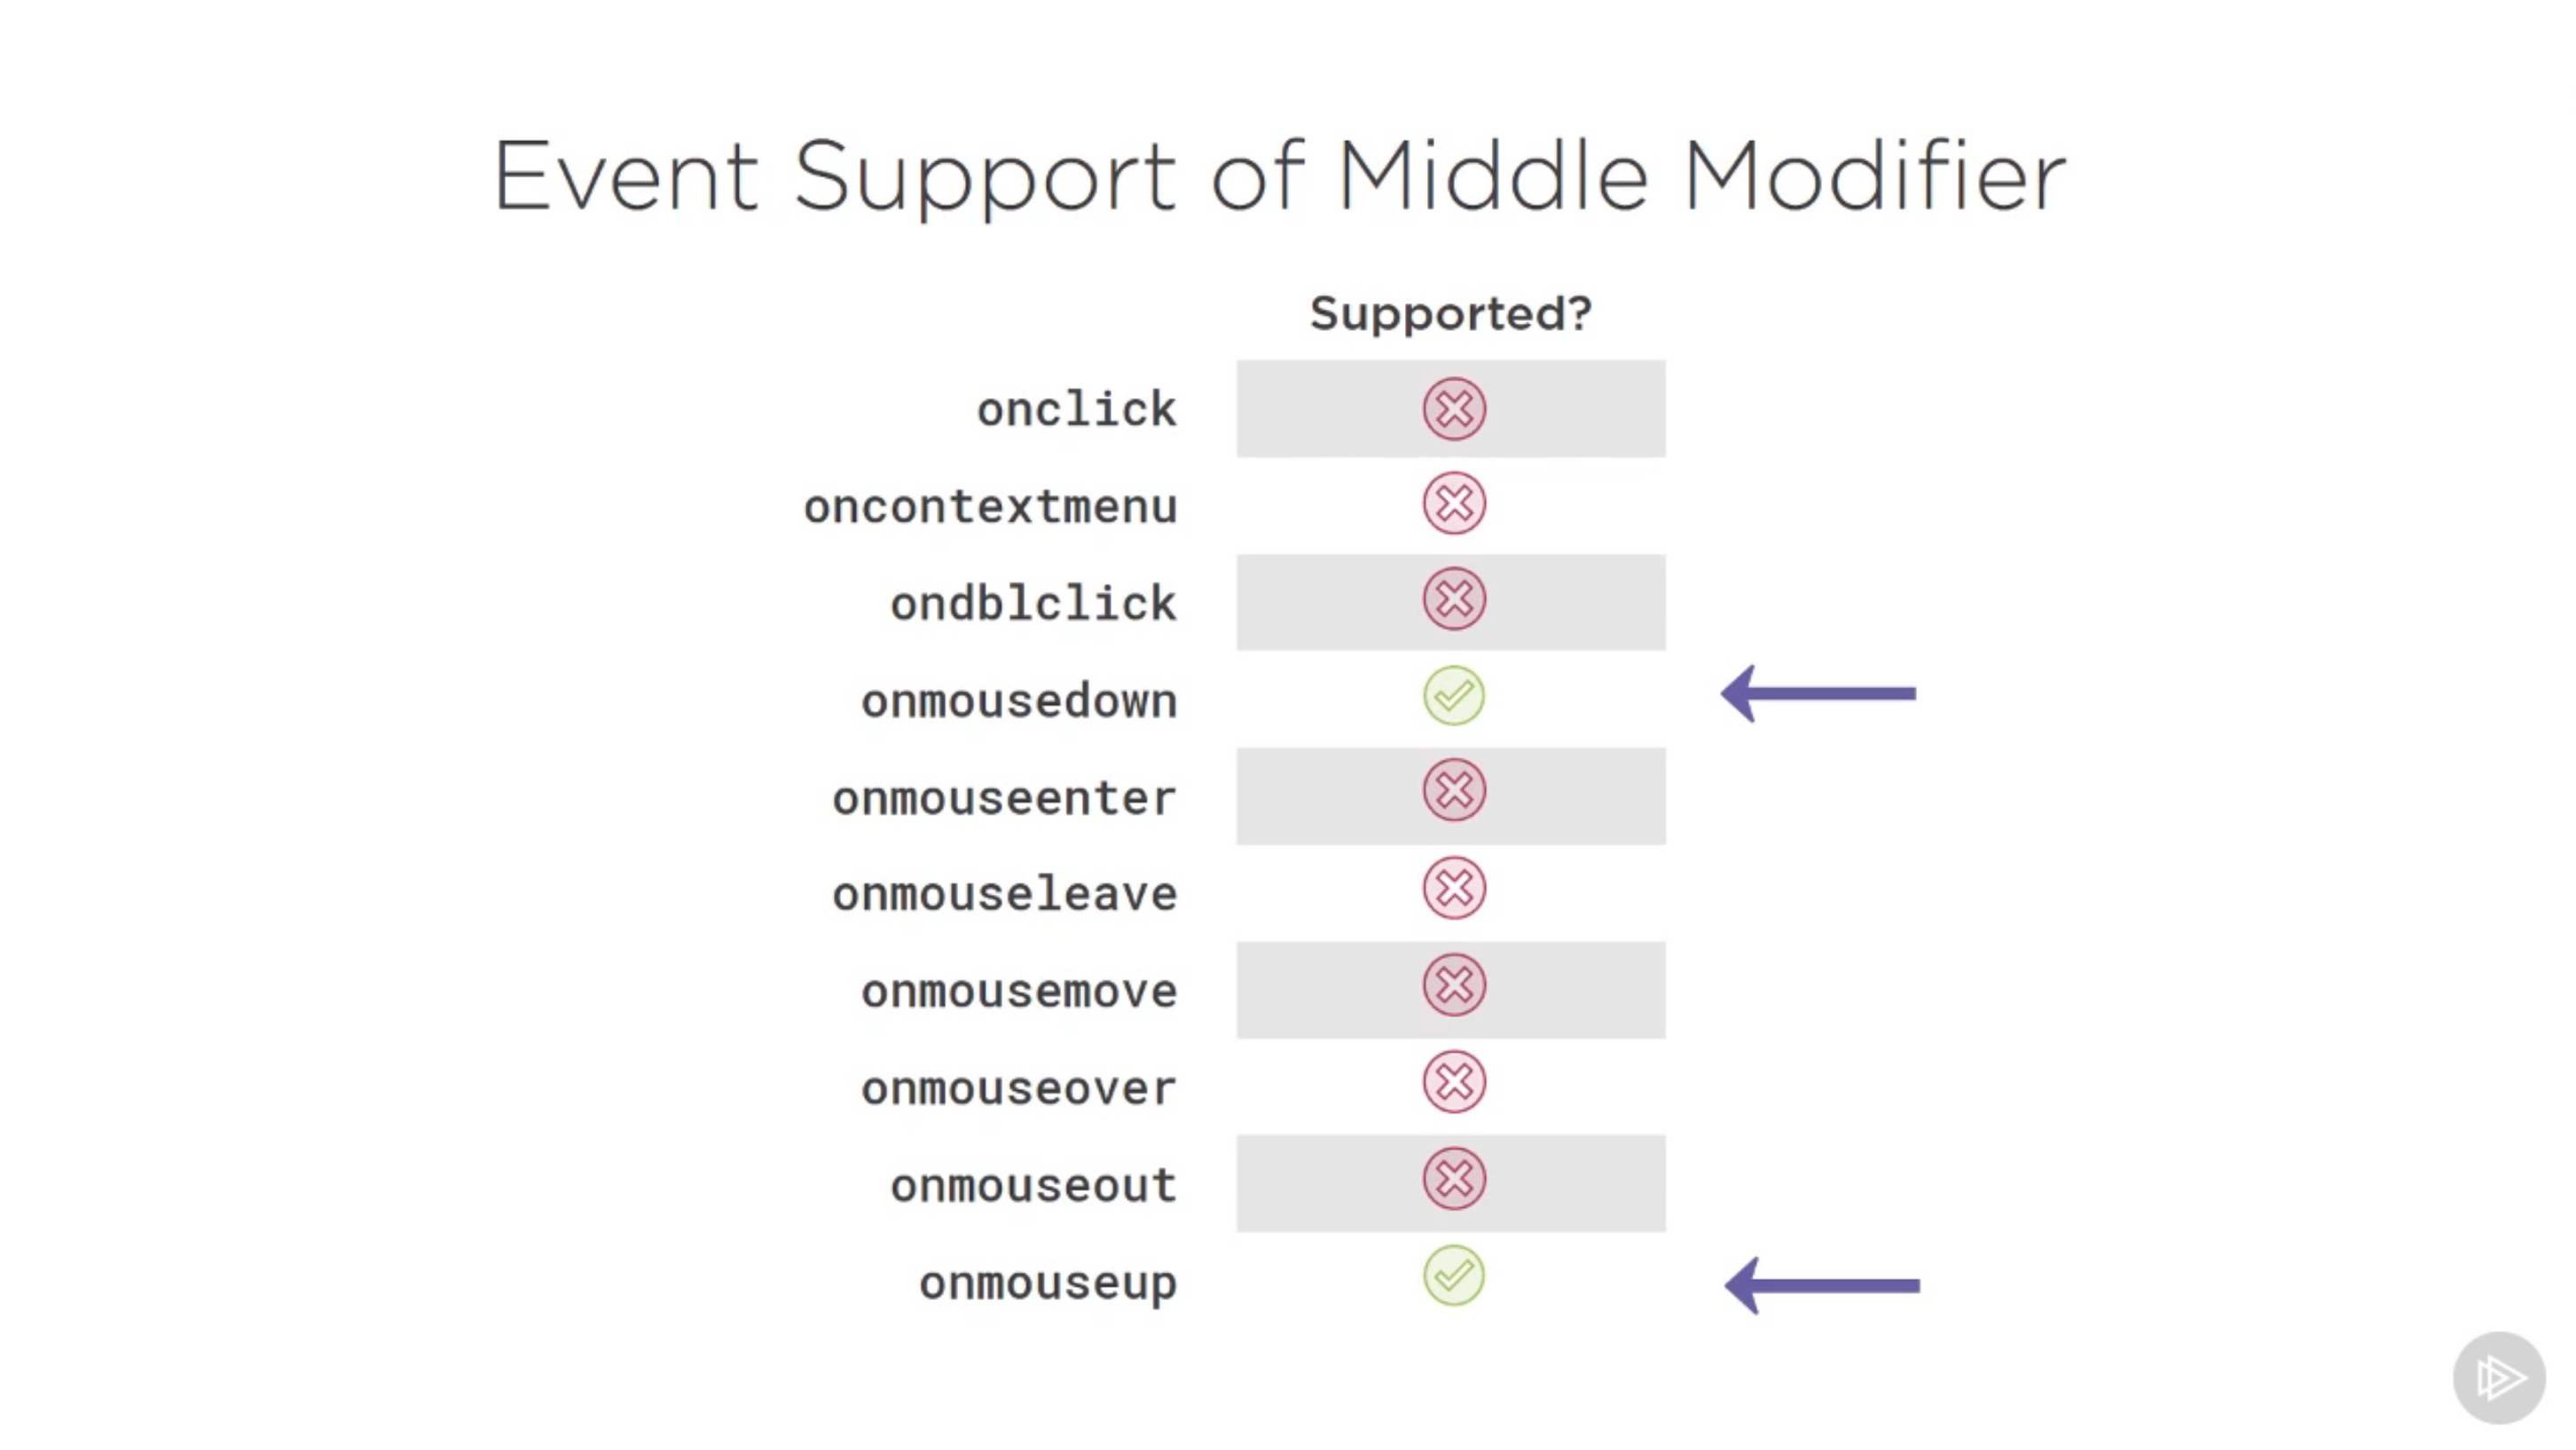 Event Support of Middle Modifier
Supported?
onclick
oncontextmenu
ondblclick
onmousedown
onmouseenter
onmouseleave
onmousemove
onmouseover
onmouseout
onmouseup